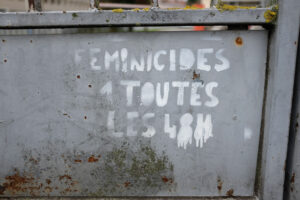 FEMINICIDES
1 TOUTES
LES 48H